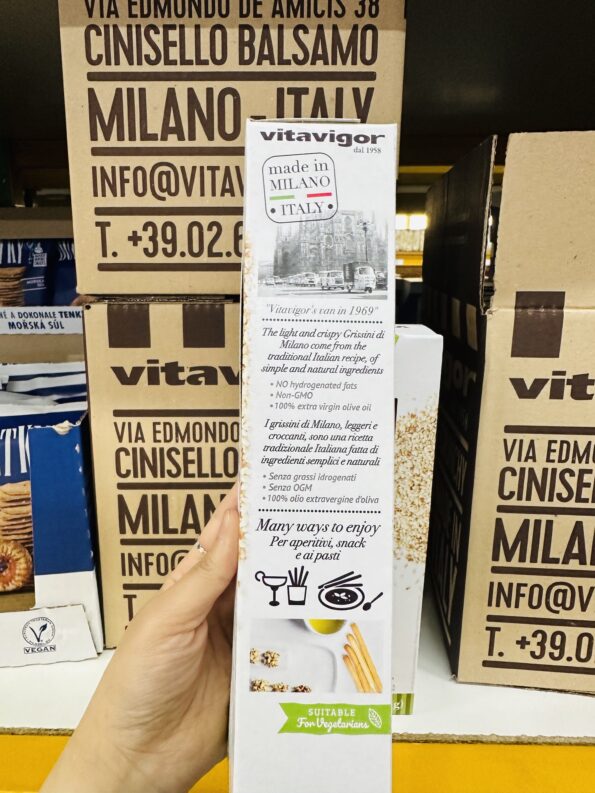 VIA EDMONDO DE AMICIS 38
CINISELLO BALSAMO
MILANO - ITALY
INFO@VITAV
T. +39.02.6
vitavigor
dal 1958
made in
MILANO
ITALY
"Vitavigor's van in 1969"
The light and crispy Grissini di
Milano come from the
traditional Italian recipe, of
simple and natural ingredients
• NO hydrogenated fats
• Non-GMO
• 100% extra virgin olive oil
I grissini di Milano, leggeri e
croccanti, sono una ricetta
tradizionale Italiana fatta di
ingredienti semplici e naturali
• Senza grassi idrogenati
• Senza OGM
• 100% olio extravergine d'oliva
Many ways to enjoy
Per aperitivi, snack
e ai pasti
SUITABLE
For Vegetarians
É A DOKONALE TENK
MOŘSKÁ SŮL
VEGAN
vitav
VIA EDMONDO
CINISELLO
MILAN
INFO@
T. +39
vit
VIA EDM
CINISE
MILA
INFO@V
T. +39.0
g)